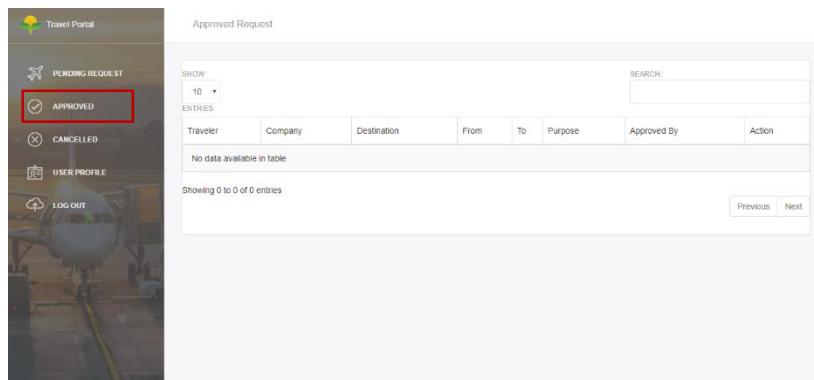 Travel Portal
Approved Request
PENDING REQUEST
APPROVED
CANCELLED
USER PROFILE
LOG OUT
SHOW
10
ENTRIES
SEARCH:
Traveler Company Destination From To Purpose Approved By Action
No data available in table
Showing 0 to 0 of 0 entries
Previous Next